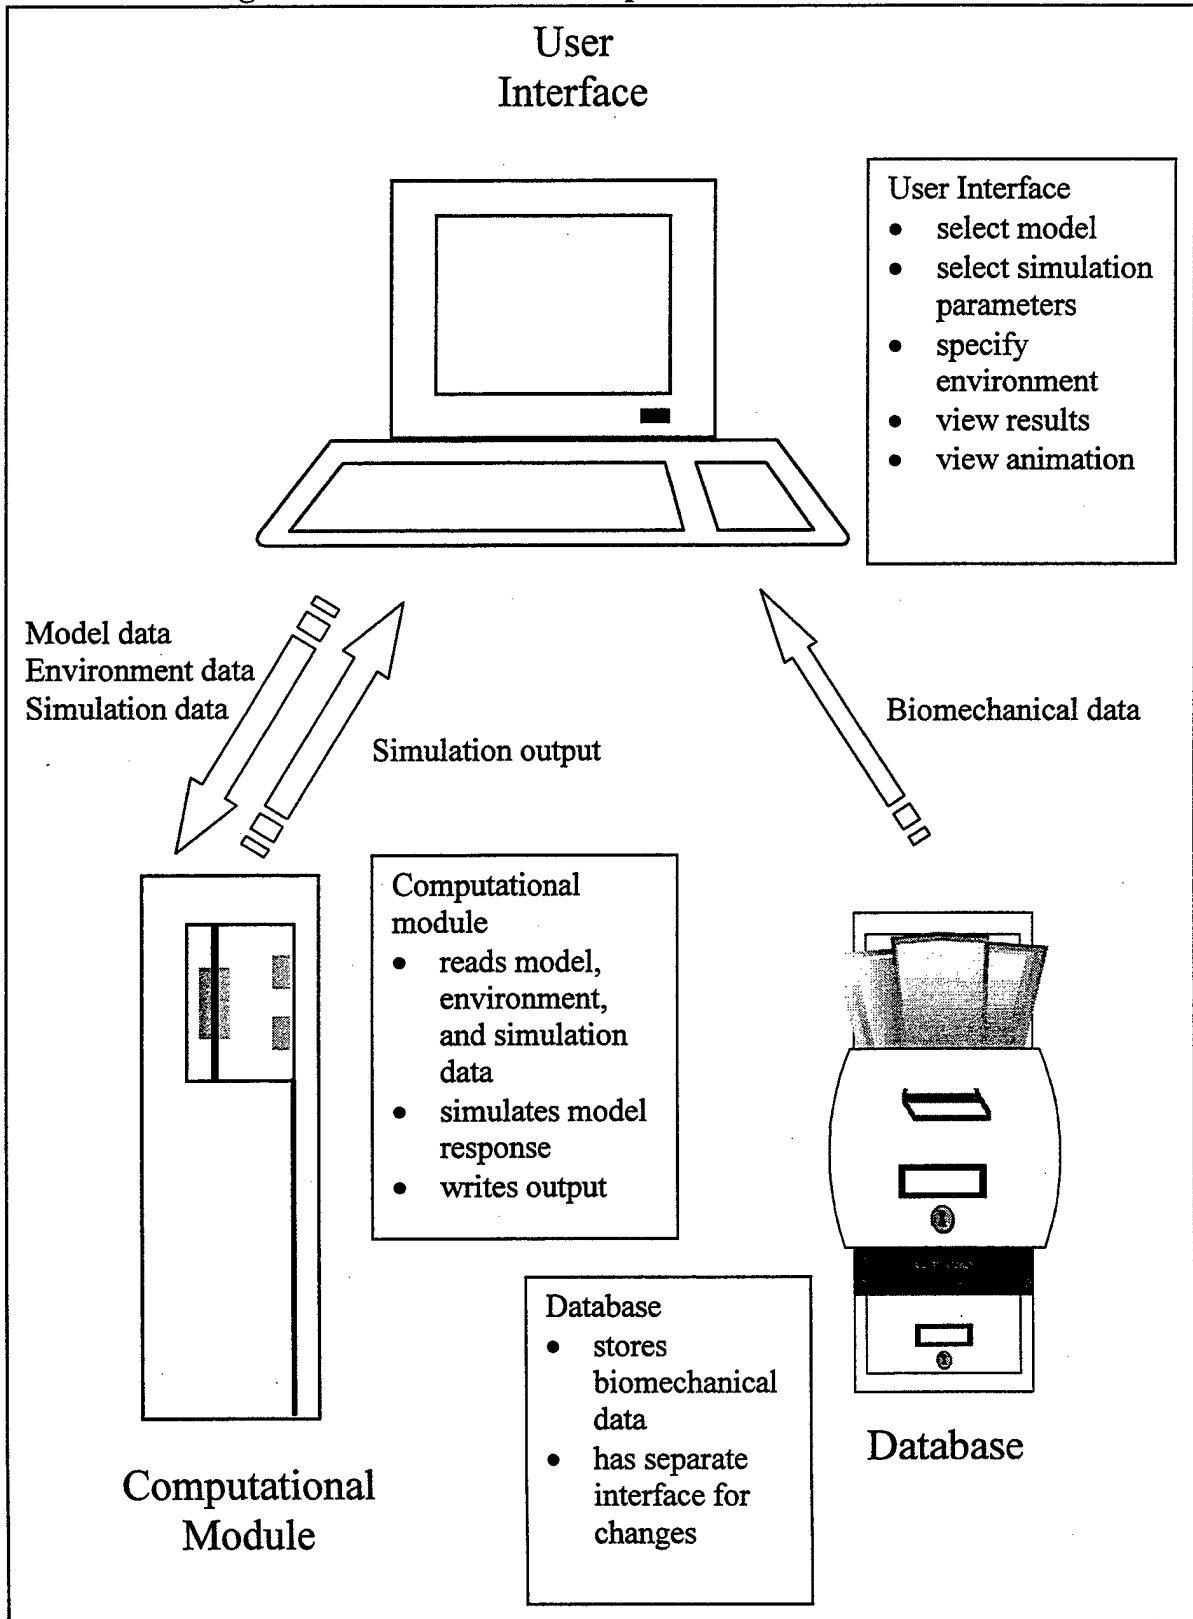 User
Interface
User Interface
• select model
• select simulation
parameters
• specify
environment
• view results
• view animation
Model data
Environment data
Simulation data
Simulation output
Biomechanical data
Computational
module
• reads model,
environment,
and simulation
data
• simulates model
response
• writes output
Database
• stores
biomechanical
data
• has separate
interface for
changes
Database
Computational
Module